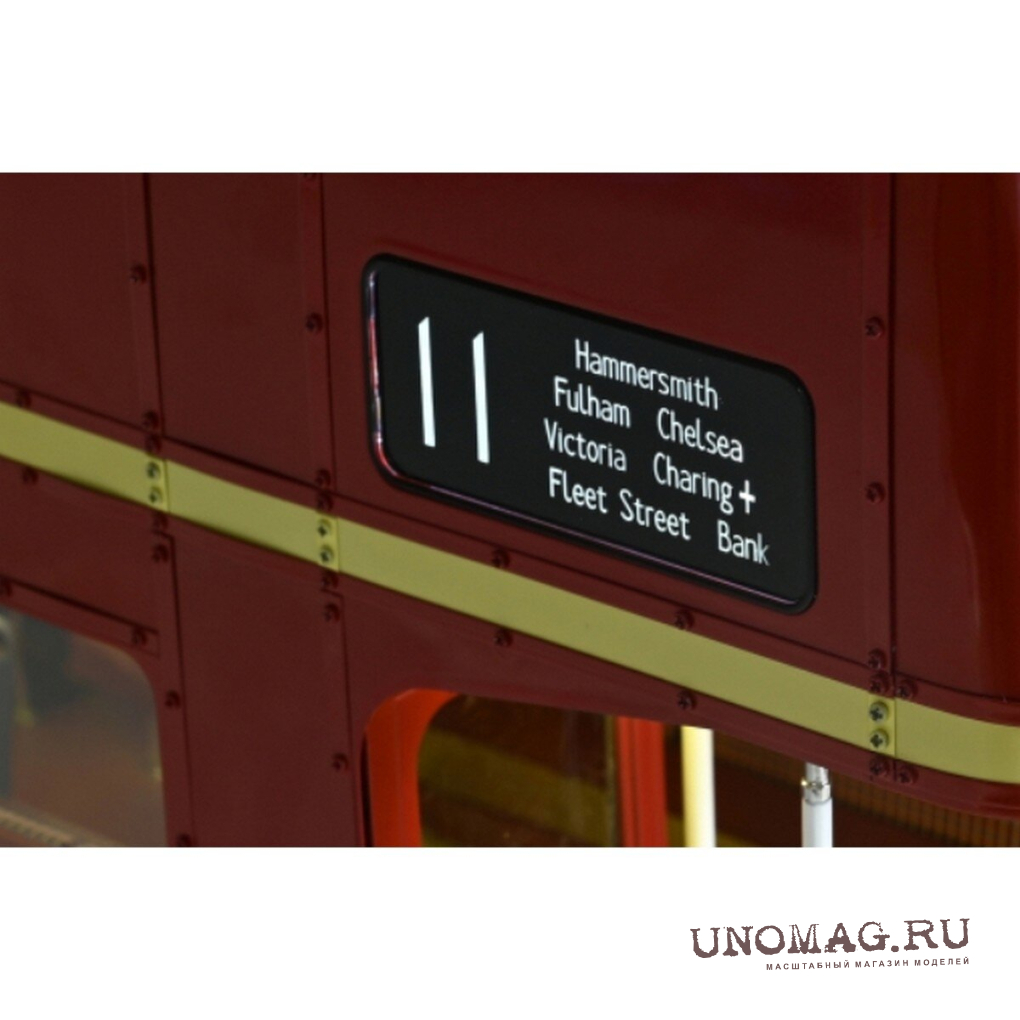 11
Hammersmith
Fulham Chelsea
Victoria Charing+
Fleet Street Bank
UNOMAG.RU
МАСШТАБНЫЙ МАГАЗИН МОДЕЛЕЙ